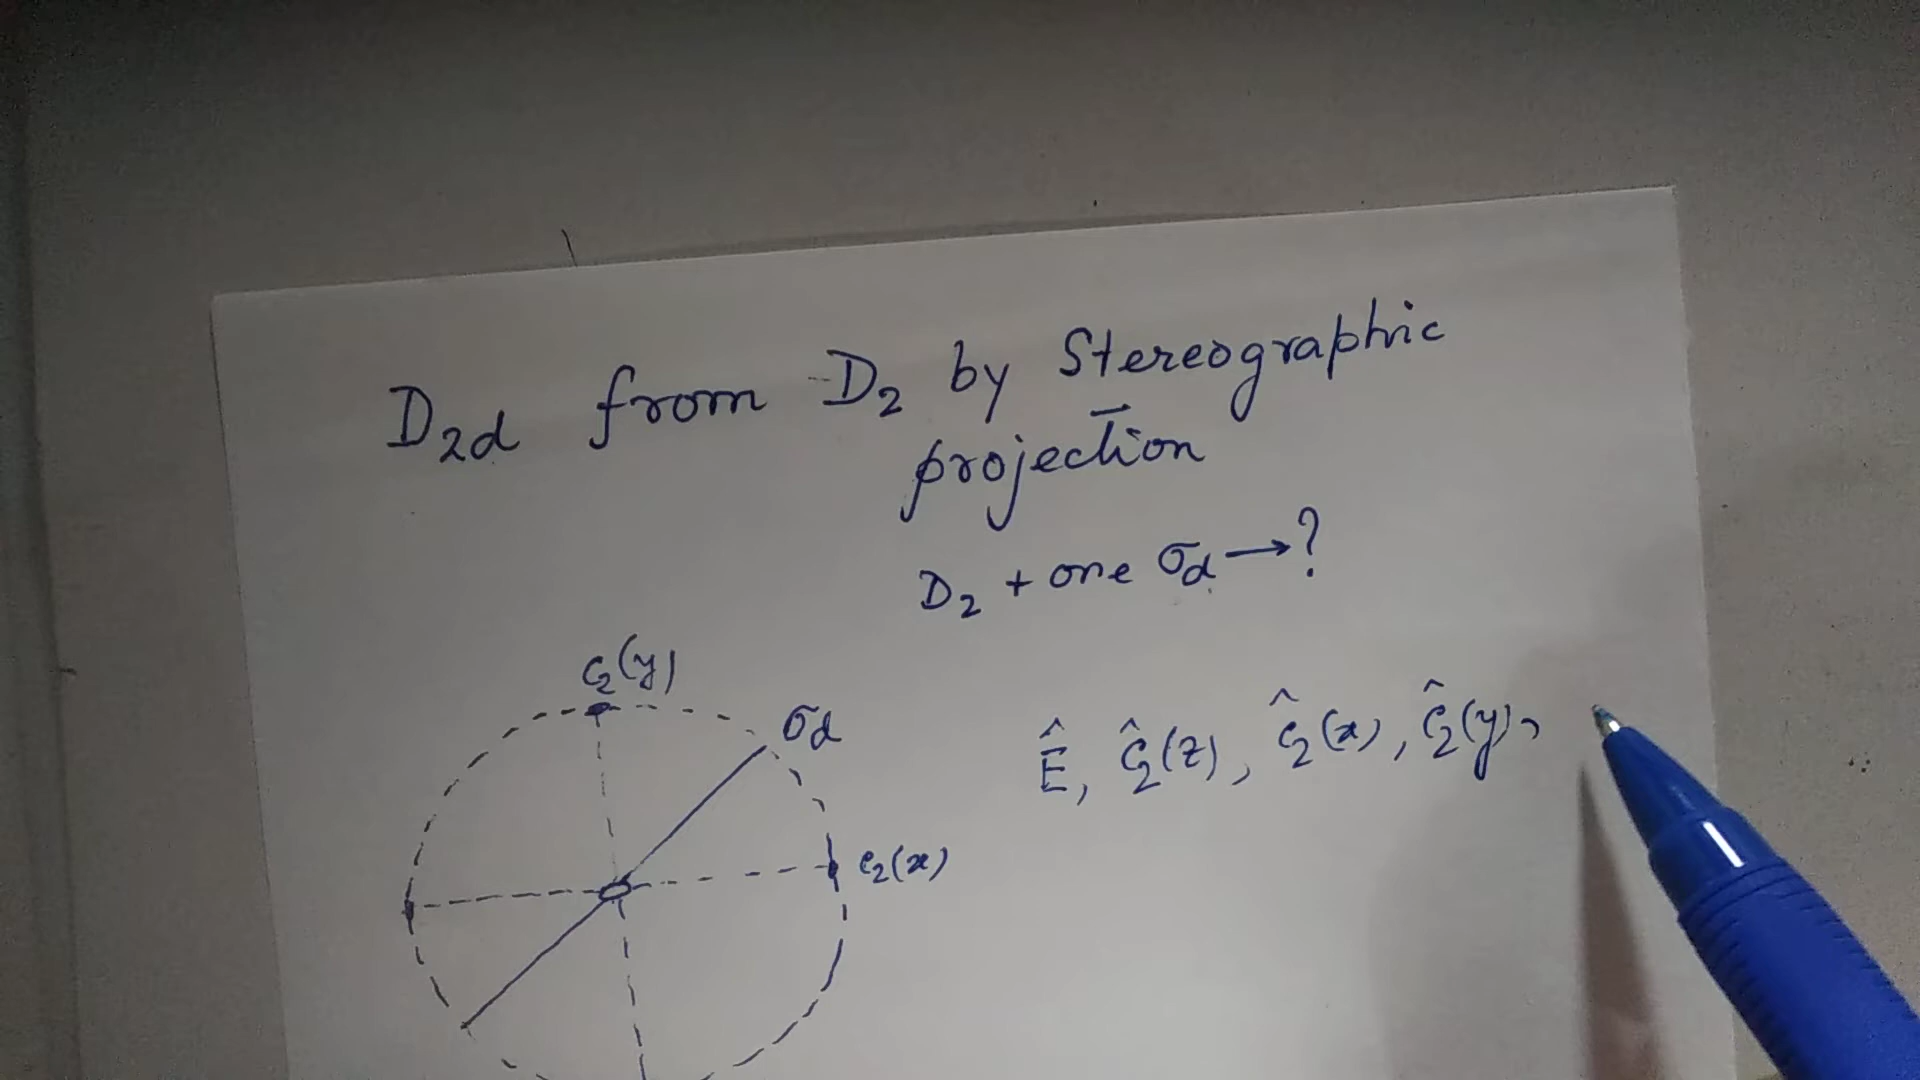 D2d from D2 by Stereographic
projection
D2 + one σd → ?
C2(y)
σd
Ê, Ĉ2(z), Ĉ2(x), Ĉ2(y),
C2(x)